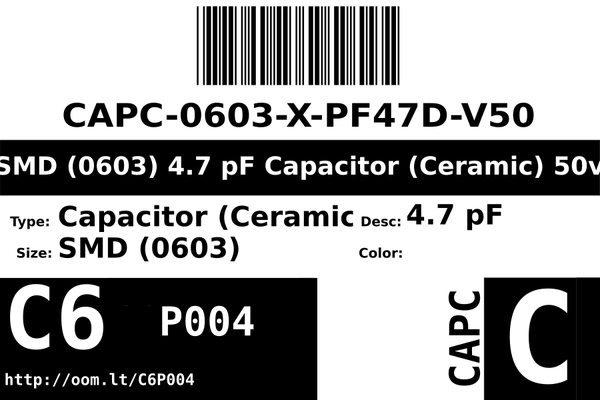 CAPC-0603-X-PF47D-V50
SMD (0603) 4.7 pF Capacitor (Ceramic) 50v
Type: Capacitor (Ceramic Desc: 4.7 pF
Size: SMD (0603) Color:
C6 P004
http://oom.lt/C6P004
CAPC
C